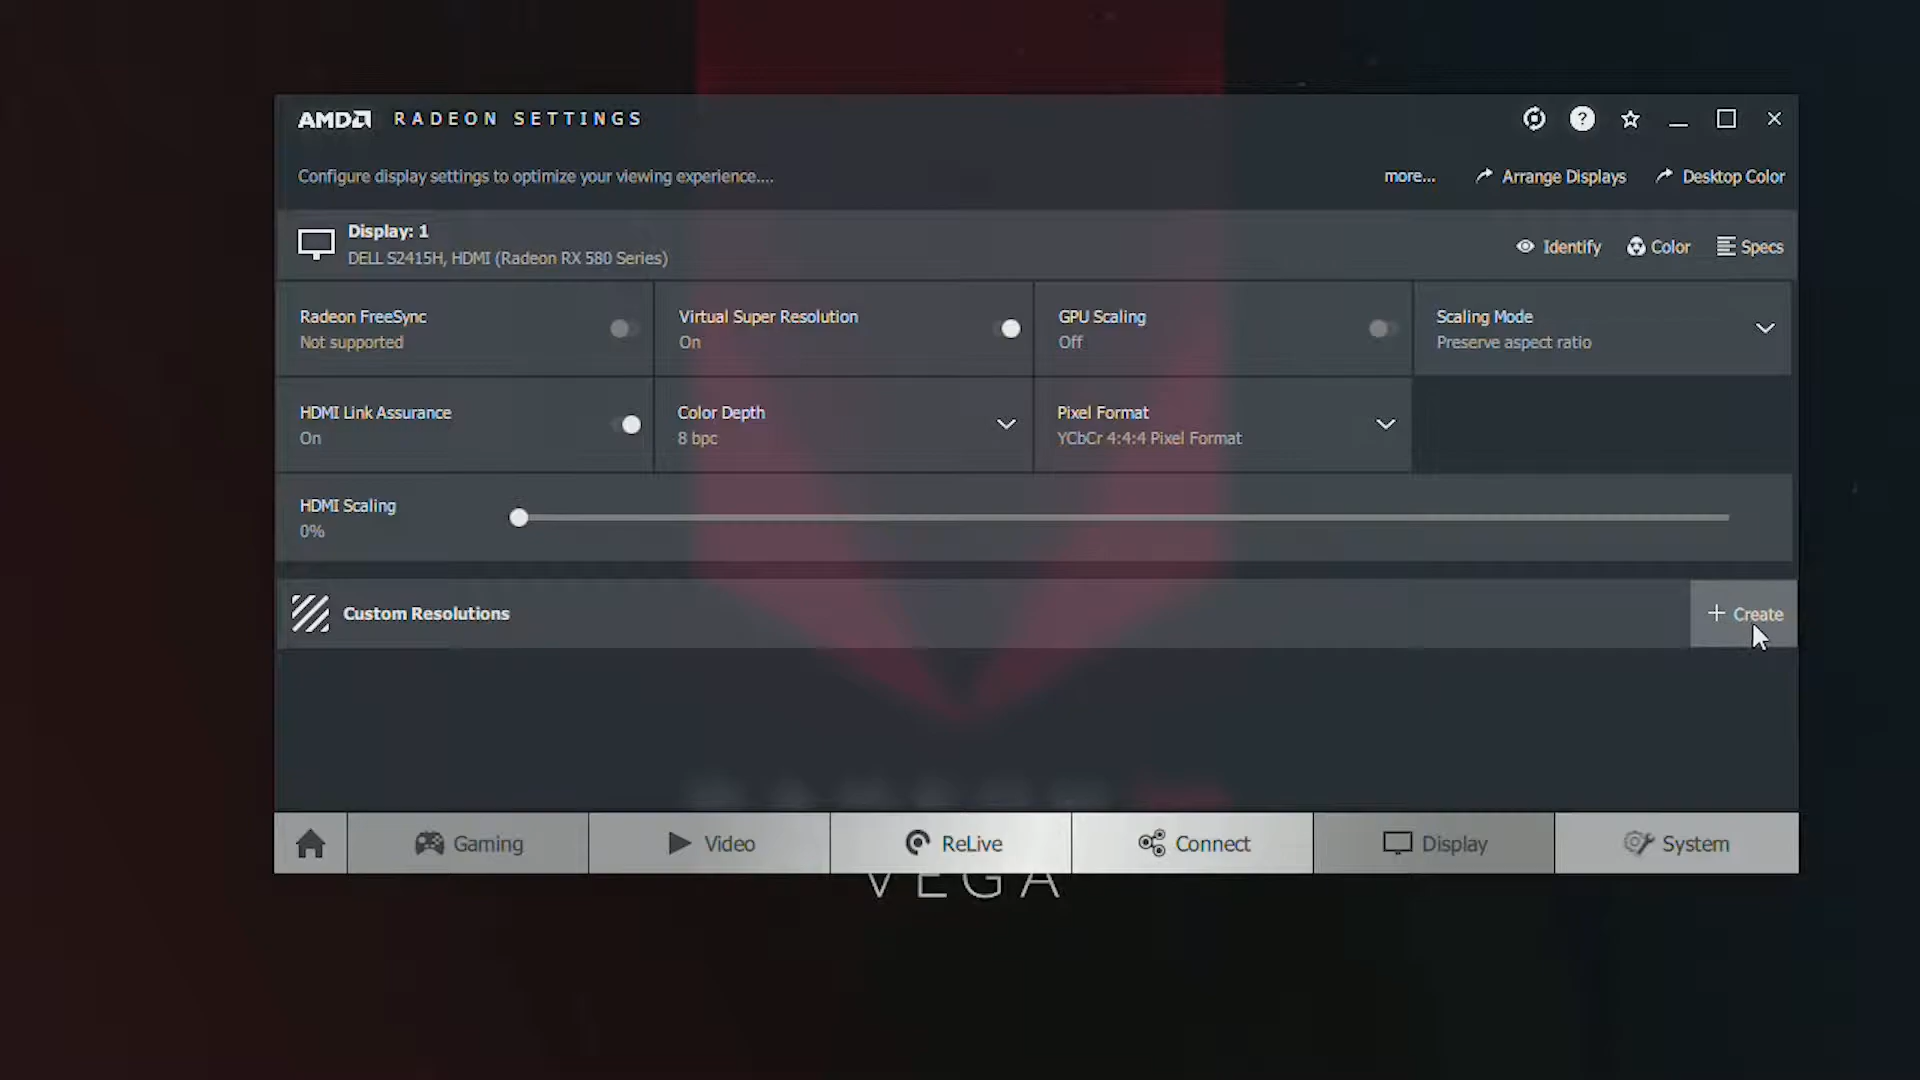 AMD RADEON SETTINGS
Configure display settings to optimize your viewing experience....
more... Arrange Displays Desktop Color
Display: 1
DELL S2415H, HDMI (Radeon RX 580 Series)
Identify Color Specs
Radeon FreeSync
Not supported
Virtual Super Resolution
On
GPU Scaling
Off
Scaling Mode
Preserve aspect ratio
HDMI Link Assurance
On
Color Depth
8 bpc
Pixel Format
YCbCr 4:4:4 Pixel Format
HDMI Scaling
0%
Custom Resolutions
Create
Gaming Video ReLive Connect Display System
VEGA